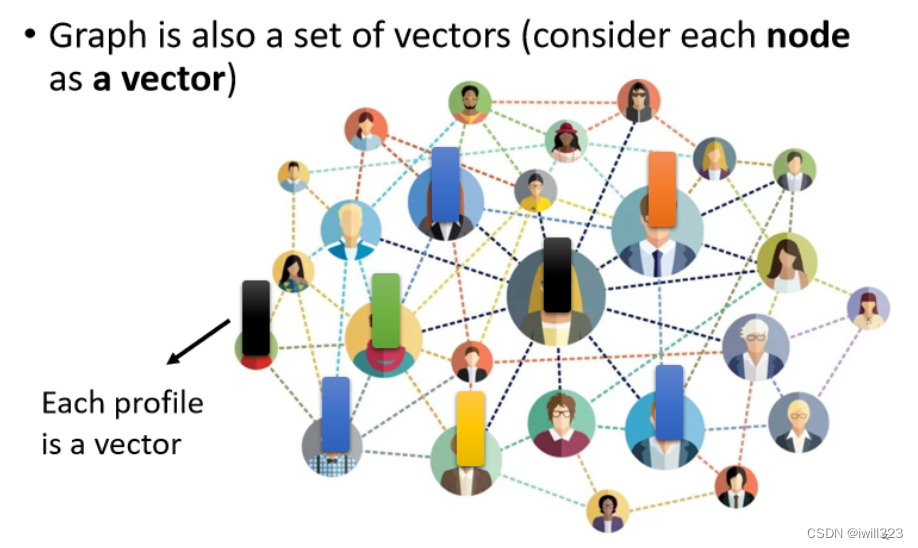 • Graph is also a set of vectors (consider each node
as a vector)
Each profile
is a vector
CSDN @iwill323